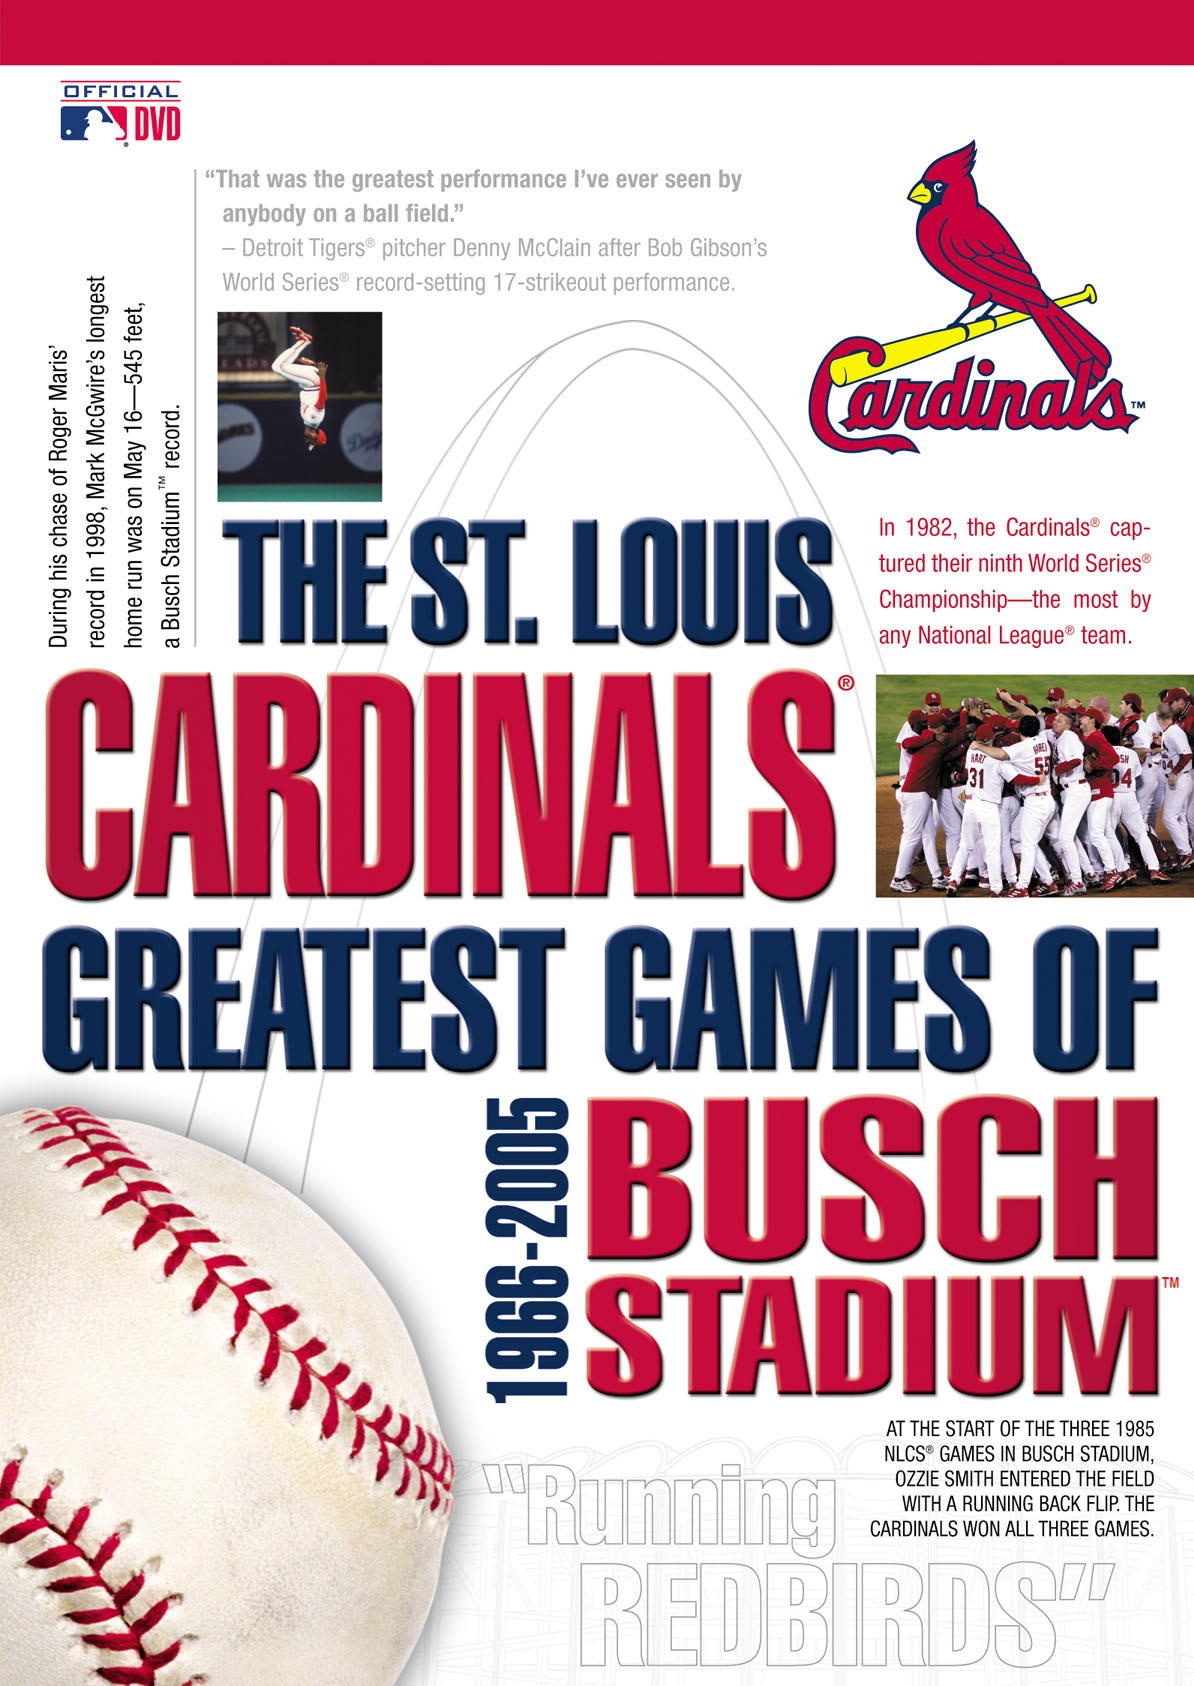 OFFICIAL
DVD
“That was the greatest performance I’ve ever seen by
anybody on a ball field.”
– Detroit Tigers® pitcher Denny McClain after Bob Gibson’s
World Series® record-setting 17-strikeout performance.
During his chase of Roger Maris’
record in 1998, Mark McGwire’s longest
home run was on May 16—545 feet,
a Busch Stadium™ record.
Cardinals™
THE ST. LOUIS
CARDINALS®
In 1982, the Cardinals® cap-
tured their ninth World Series®
Championship—the most by
any National League® team.
HART
31
55
04
GREATEST GAMES OF
1966-2005
BUSCH
STADIUM™
AT THE START OF THE THREE 1985
NLCS® GAMES IN BUSCH STADIUM,
OZZIE SMITH ENTERED THE FIELD
WITH A RUNNING BACK FLIP. THE
CARDINALS WON ALL THREE GAMES.
“Running
REDBIRDS”